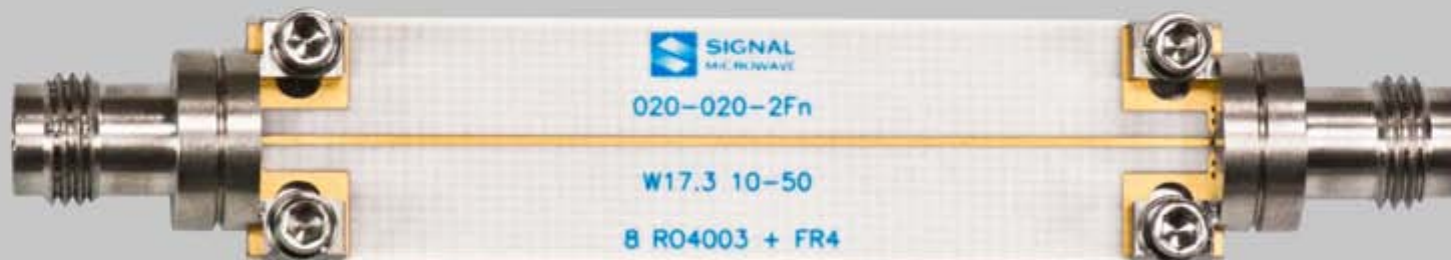 SIGNAL
MICROWAVE
020-020-2Fn
W17.3 10-50
8 RO4003 + FR4